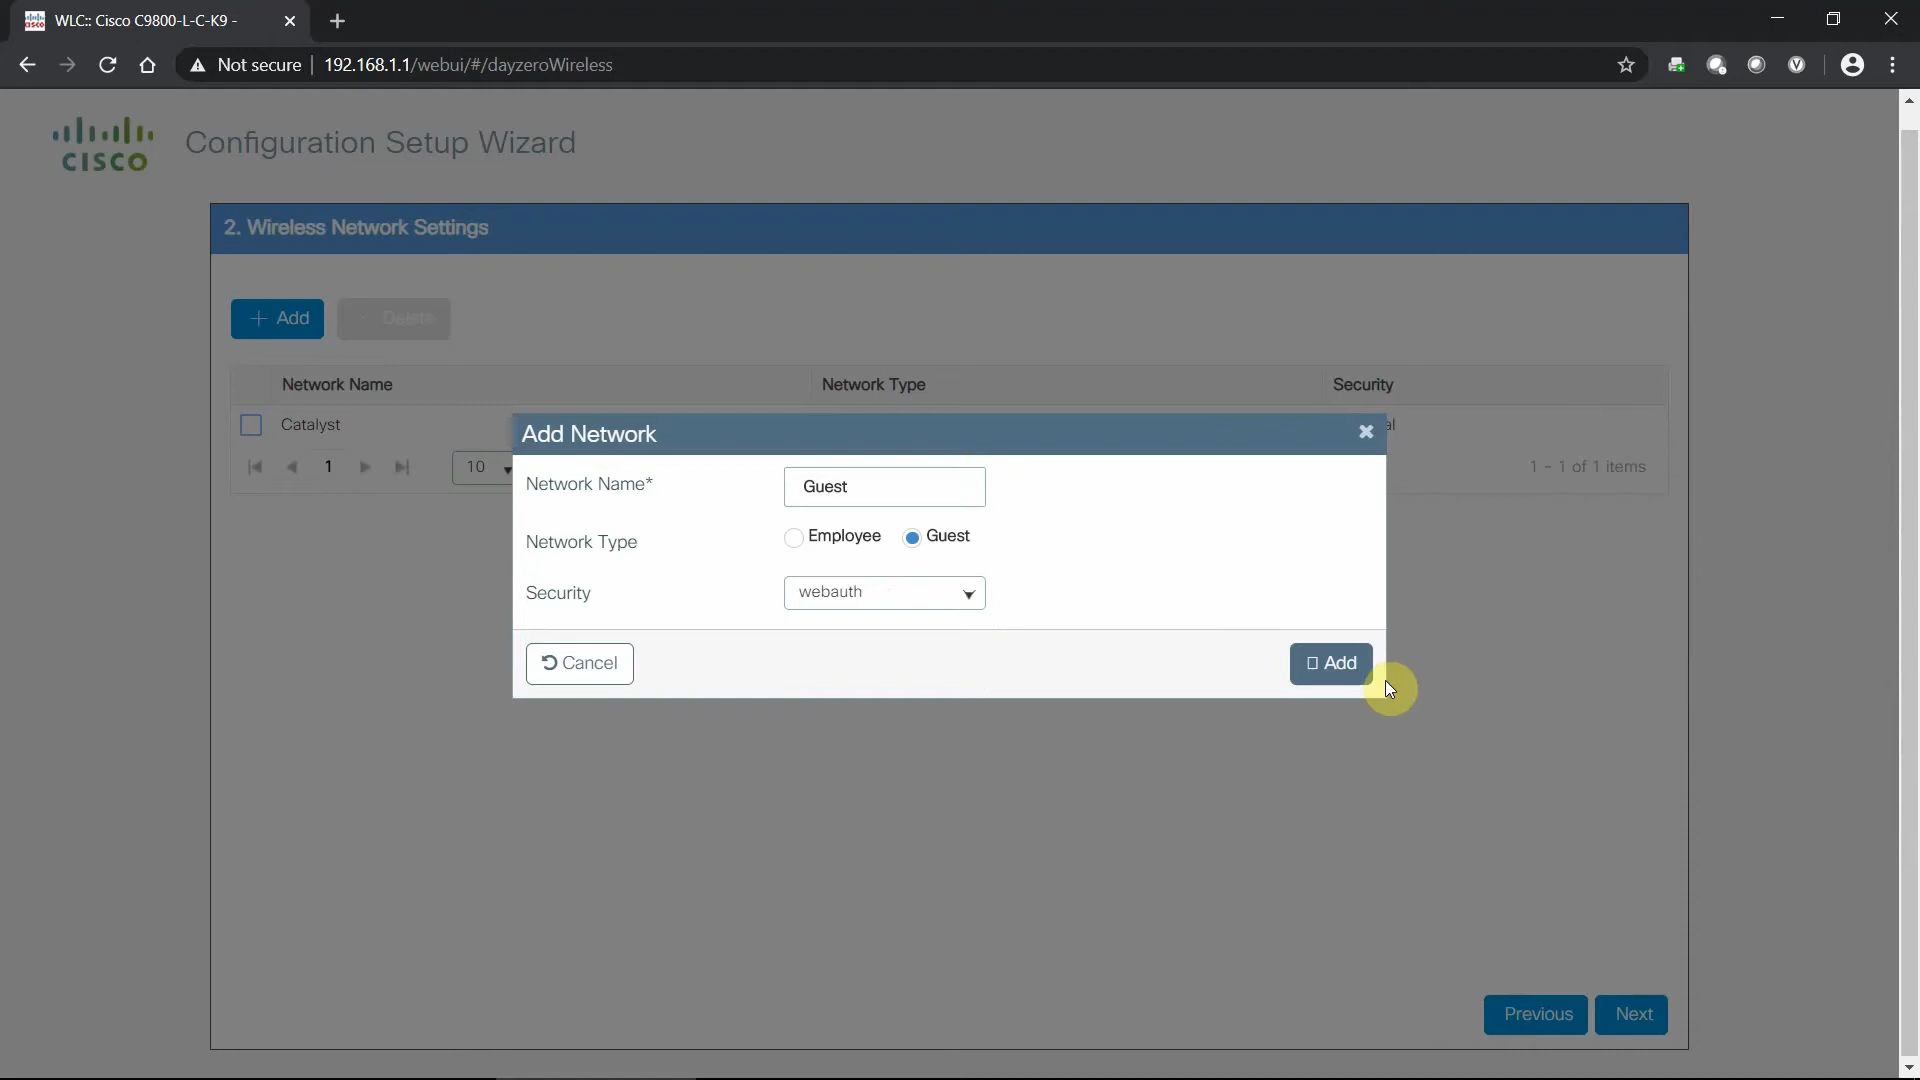 WLC:: Cisco C9800-L-C-K9 -
Not secure
192.168.1.1/webui/#/dayzeroWireless
CISCO
Configuration Setup Wizard
2. Wireless Network Settings
Add
Delete
Network Name Network Type Security
Catalyst al
1
10
1 - 1 of 1 items
Add Network
Network Name* Guest
Network Type Employee Guest
Security webauth
Cancel Add
Previous Next